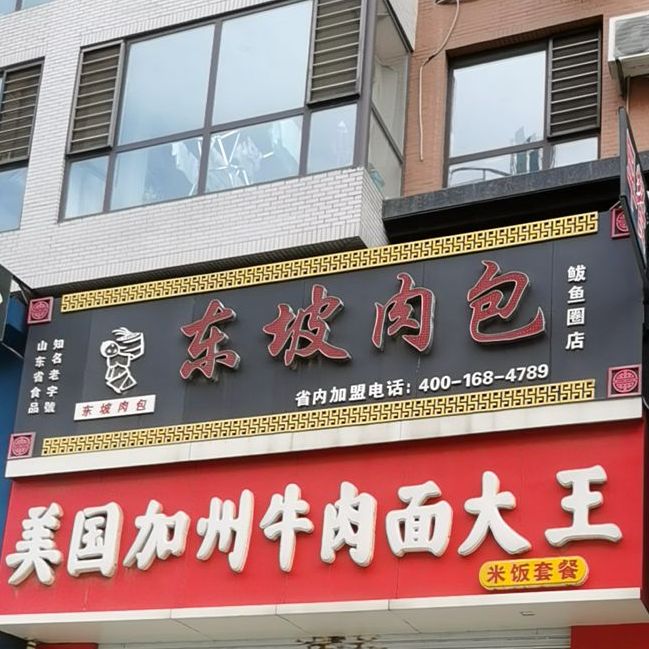 东坡肉包
鲅鱼圈店
山东省食品
知名老字號
东坡肉包
省内加盟电话：400-168-4789
美国加州牛肉面大王
米饭套餐